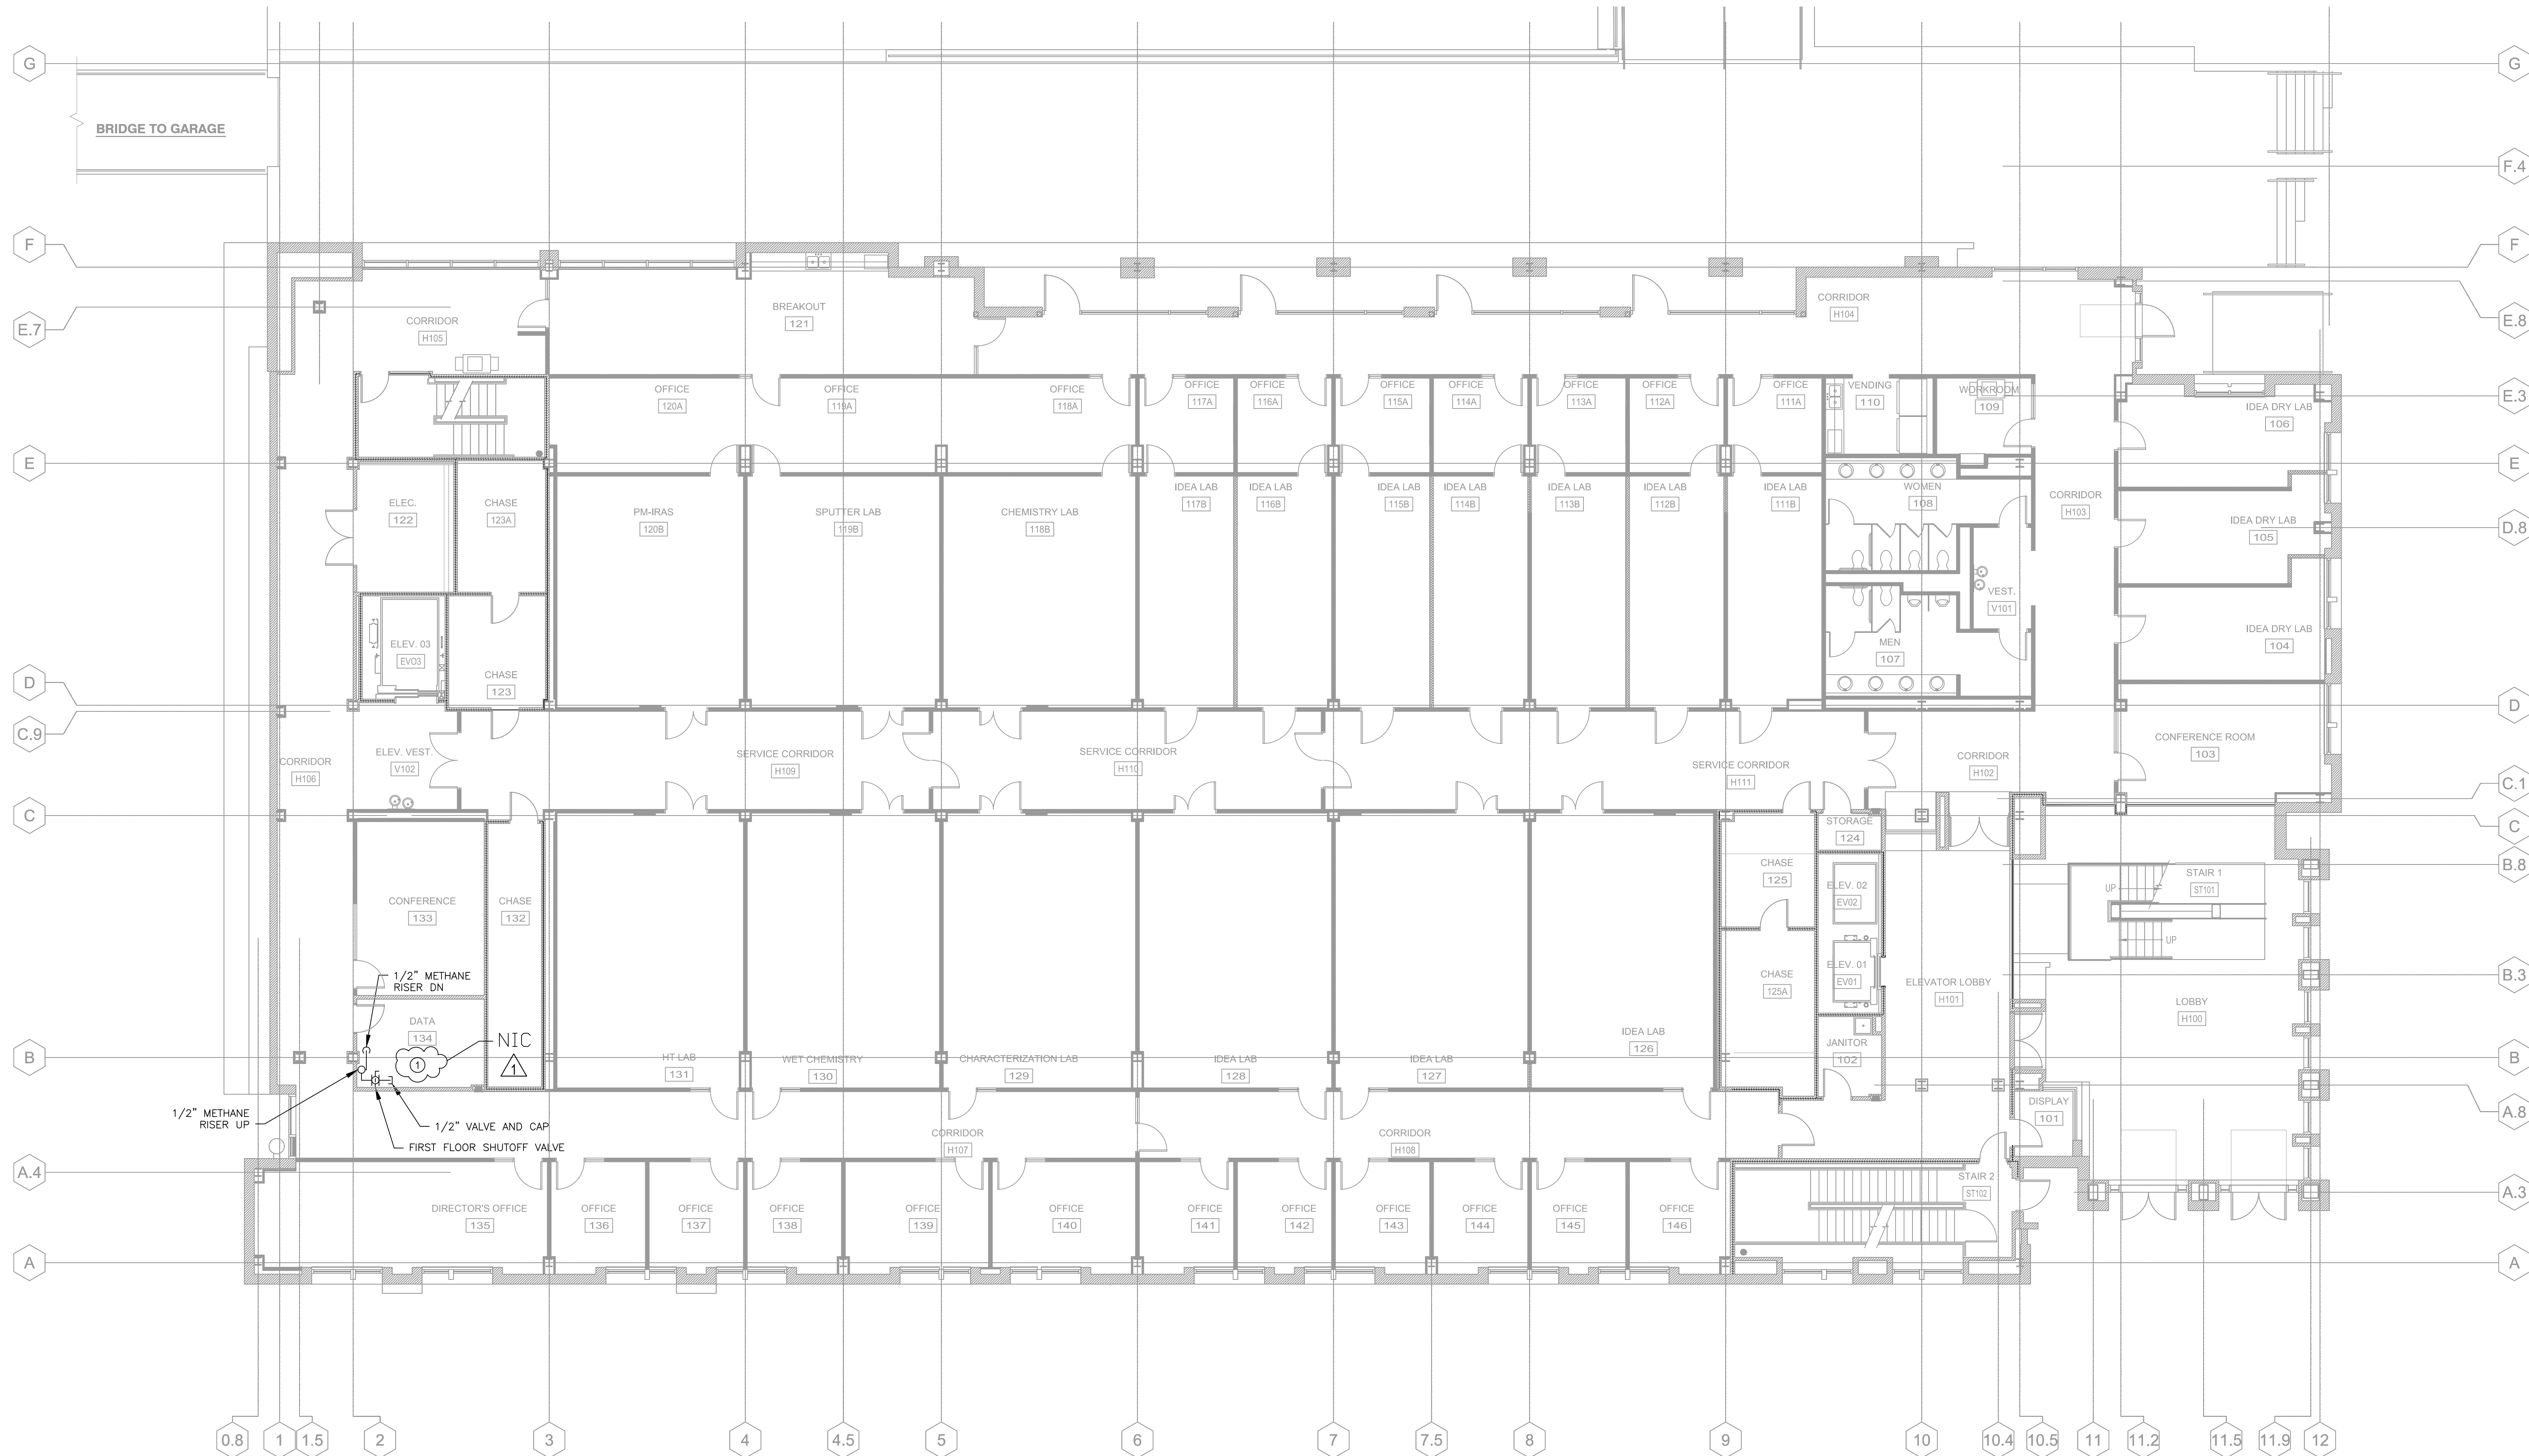 G
G
BRIDGE TO GARAGE
F.4
F
F
E.7
CORRIDOR
H105
BREAKOUT
121
CORRIDOR
H104
E.8
OFFICE
120A
OFFICE
119A
OFFICE
118A
OFFICE
117A
OFFICE
116A
OFFICE
115A
OFFICE
114A
OFFICE
113A
OFFICE
112A
OFFICE
111A
VENDING
110
WORKROOM
109
IDEA DRY LAB
106
E.3
E
E
ELEC.
122
CHASE
123A
PM-IRAS
120B
SPUTTER LAB
119B
CHEMISTRY LAB
118B
IDEA LAB
117B
IDEA LAB
116B
IDEA LAB
115B
IDEA LAB
114B
IDEA LAB
113B
IDEA LAB
112B
IDEA LAB
111B
WOMEN
108
CORRIDOR
H103
IDEA DRY LAB
105
D.8
VEST.
V101
ELEV. 03
EVO3
CHASE
123
MEN
107
IDEA DRY LAB
104
D
D
C.9
CORRIDOR
H106
ELEV. VEST.
V102
SERVICE CORRIDOR
H109
SERVICE CORRIDOR
H110
SERVICE CORRIDOR
H111
CORRIDOR
H102
CONFERENCE ROOM
103
C.1
C
C
STORAGE
124
CHASE
125
ELEV. 02
EV02
B.8
STAIR 1
ST101
UP
UP
CONFERENCE
133
CHASE
132
CHASE
125A
ELEV. 01
EV01
ELEVATOR LOBBY
H101
B.3
LOBBY
H100
1/2" METHANE
RISER DN
DATA
134
1
NIC
1
B
B
HT LAB
131
WET CHEMISTRY
130
CHARACTERIZATION LAB
129
IDEA LAB
128
IDEA LAB
127
IDEA LAB
126
JANITOR
102
DISPLAY
101
A.8
1/2" METHANE
RISER UP
1/2" VALVE AND CAP
FIRST FLOOR SHUTOFF VALVE
CORRIDOR
H107
CORRIDOR
H108
A.4
A.3
STAIR 2
ST102
DIRECTOR'S OFFICE
135
OFFICE
136
OFFICE
137
OFFICE
138
OFFICE
139
OFFICE
140
OFFICE
141
OFFICE
142
OFFICE
143
OFFICE
144
OFFICE
145
OFFICE
146
A
A
0.8 1 1.5 2 3 4 4.5 5 6 7 7.5 8 9 10 10.4 10.5 11 11.2 11.5 11.9 12